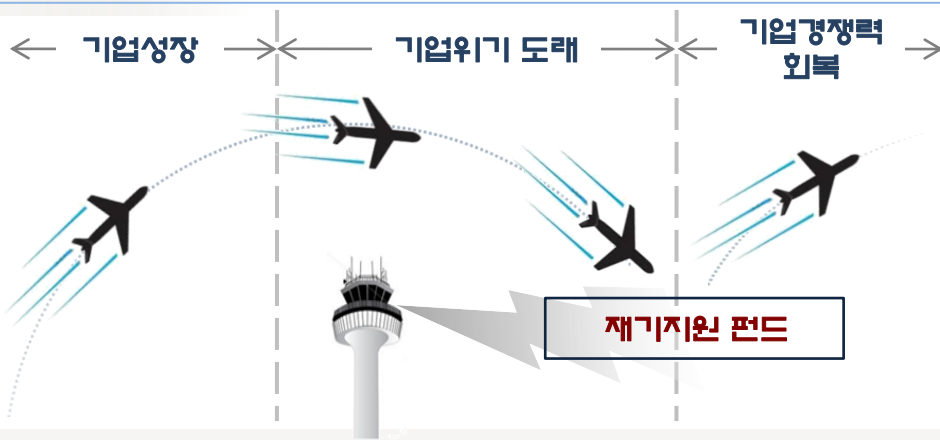 기업성장
기업위기 도래
기업경쟁력
회복
재기지원 펀드